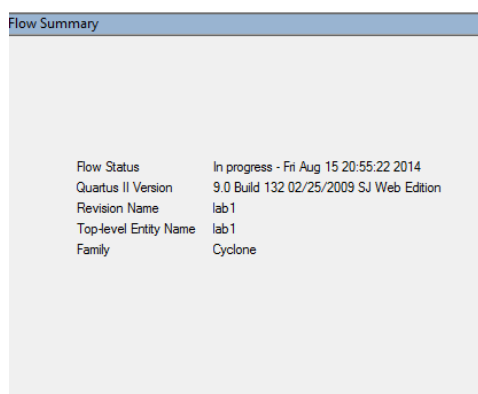 Flow Summary
Flow Status In progress - Fri Aug 15 20:55:22 2014
Quartus II Version 9.0 Build 132 02/25/2009 SJ Web Edition
Revision Name lab1
Top-level Entity Name lab1
Family Cyclone